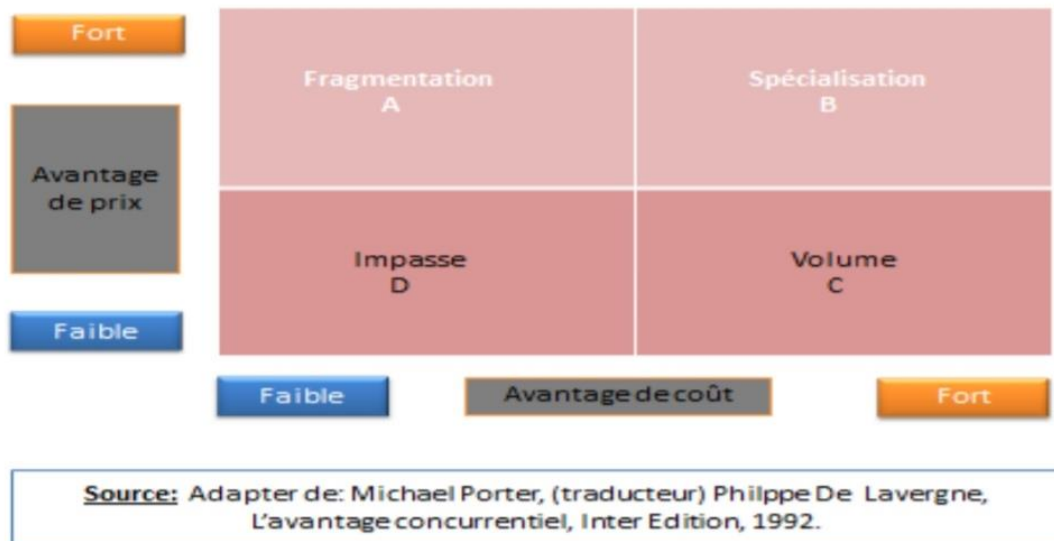 Fort
Fragmentation
A
Spécialisation
B
Avantage
de prix
Impasse
D
Volume
C
Faible
Faible
Avantage de coût
Fort
Source: Adapter de: Michael Porter, (traducteur) Philppe De Lavergne,
L'avantage concurrentiel, Inter Edition, 1992.